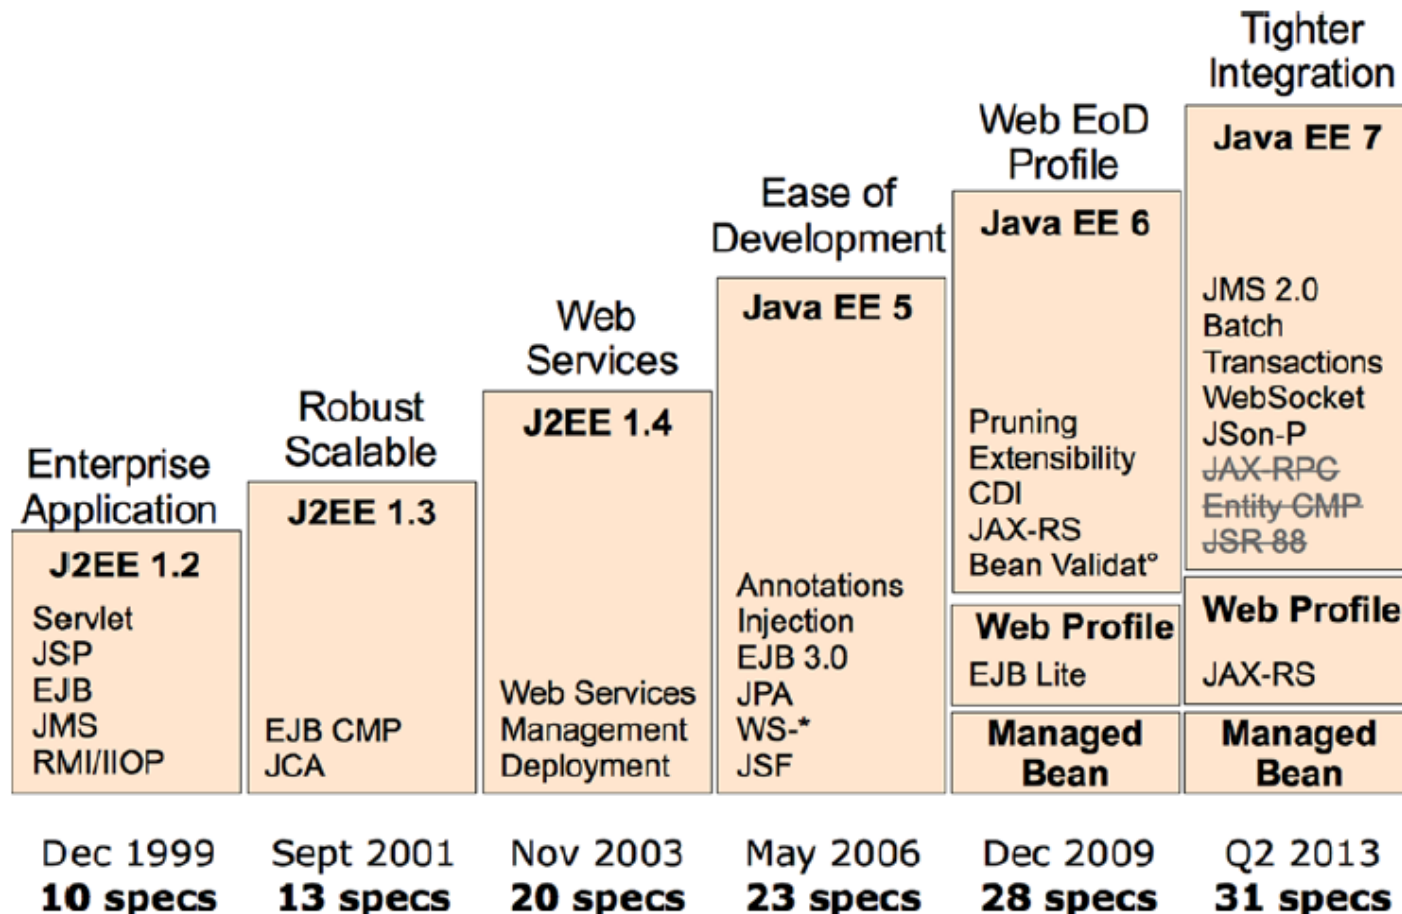 Enterprise
Application
J2EE 1.2
Servlet
JSP
EJB
JMS
RMI/IIOP
Dec 1999
10 specs
Robust
Scalable
J2EE 1.3
EJB CMP
JCA
Sept 2001
13 specs
Web
Services
J2EE 1.4
Web Services
Management
Deployment
Nov 2003
20 specs
Ease of
Development
Java EE 5
Annotations
Injection
EJB 3.0
JPA
WS-*
JSF
May 2006
23 specs
Web EoD
Profile
Java EE 6
Pruning
Extensibility
CDI
JAX-RS
Bean Validat°
Web Profile
EJB Lite
Managed
Bean
Dec 2009
28 specs
Tighter
Integration
Java EE 7
JMS 2.0
Batch
Transactions
WebSocket
JSon-P
JAX-RPC
Entity CMP
JSR 88
Web Profile
JAX-RS
Managed
Bean
Q2 2013
31 specs